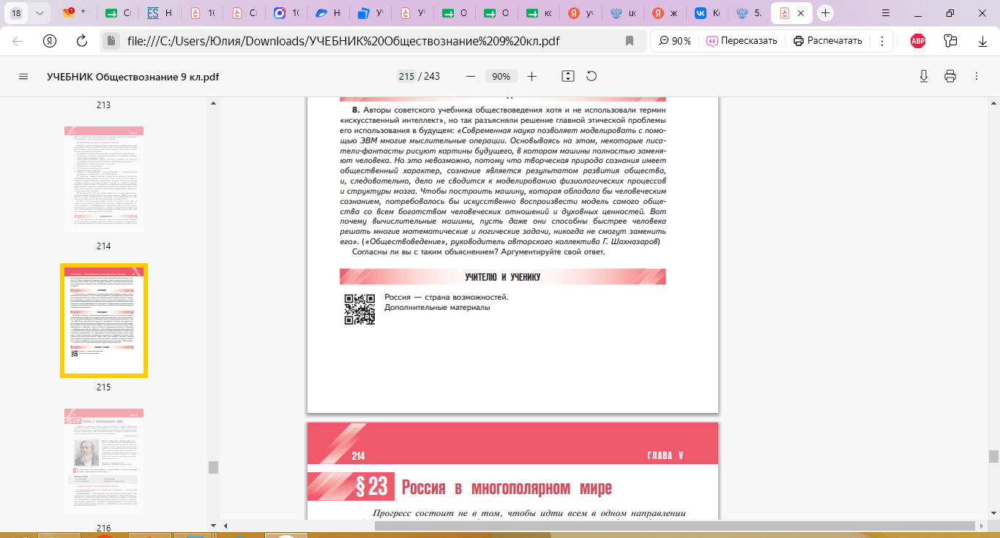 18
10
Cı
10
file:///C:/Users/Юлия/Downloads/УЧЕБНИК%20Обществознание%209%20кл.pdf
90 %
Пересказать
Распечатать
ABP
УЧЕБНИК Обществознание 9 кл.pdf
215 / 243
90%
213
214
215
216
8. Авторы советского учебника обществоведения хотя и не использовали термин
«искусственный интеллект», но так разъясняли решение главной этической проблемы
его использования в будущем: «Современная наука позволяет моделировать с помо-
щью ЭВМ многие мыслительные операции. Основываясь на этом, некоторые писа-
тели-фантасты рисуют картины будущего, в котором машины полностью заменя-
ют человека. Но это невозможно, потому что творческая природа сознания имеет
общественный характер, сознание является результатом развития общества,
и, следовательно, оно не сводится к моделированию физиологических процессов
и структуры мозга. Чтобы построить машину, которая обладала бы человеческим
сознанием, потребовалось бы искусственно воспроизвести модель самого обще-
ства со всем богатством человеческих отношений и духовных ценностей. Вот
почему вычислительные машины, пусть даже они способны быстрее человека
решать многие математические и логические задачи, никогда не смогут заменить
его». («Обществоведение», руководитель авторского коллектива Г. Шахназаров)
Согласны ли вы с таким объяснением? Аргументируйте свой ответ.
УЧИТЕЛЮ И УЧЕНИКУ
Россия — страна возможностей.
Дополнительные материалы
214
ГЛАВА V
§ 23 Россия в многополярном мире
Прогресс состоит не в том, чтобы идти всем в одном направлении